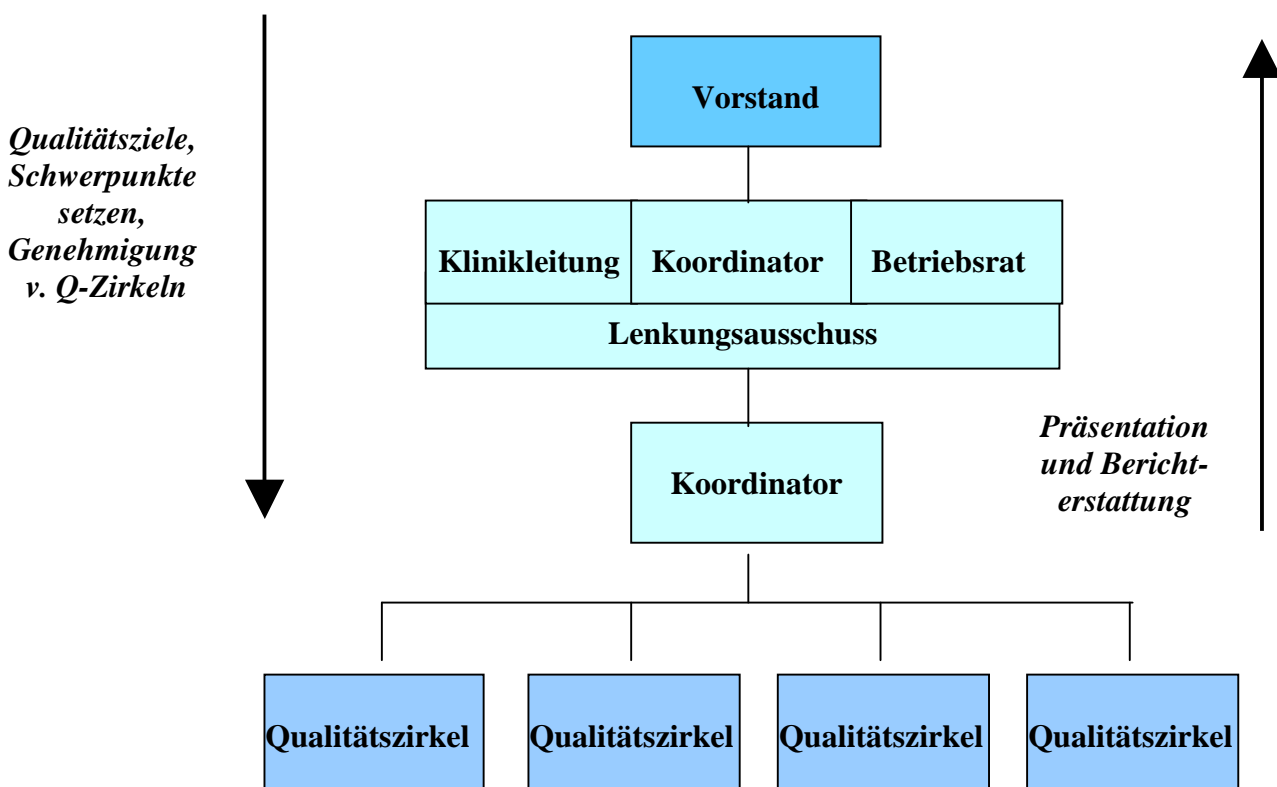 Vorstand
Qualitätsziele,
Schwerpunkte
setzen,
Genehmigung
v. Q-Zirkeln
Klinikleitung
Koordinator
Betriebsrat
Lenkungsausschuss
Koordinator
Präsentation
und Bericht-
erstattung
Qualitätszirkel
Qualitätszirkel
Qualitätszirkel
Qualitätszirkel